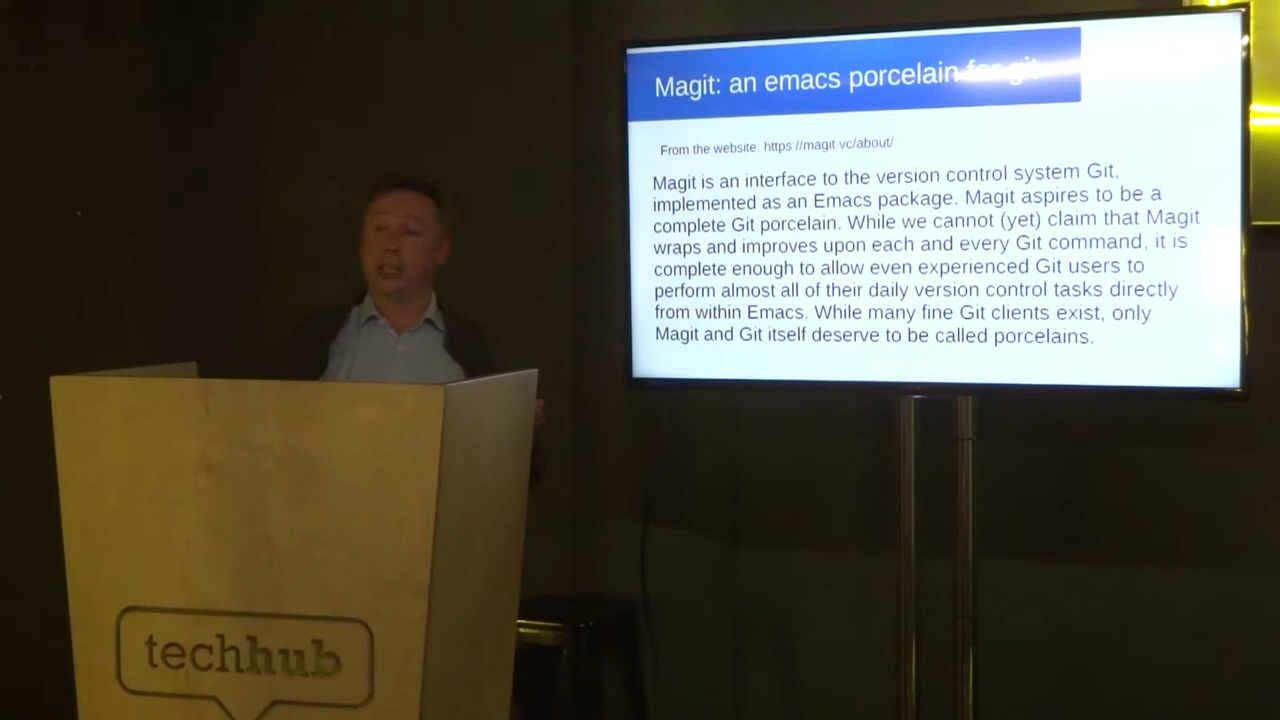 Magit: an emacs porcelain for git
From the website: https://magit.vc/about/
Magit is an interface to the version control system Git,
implemented as an Emacs package. Magit aspires to be a
complete Git porcelain. While we cannot (yet) claim that Magit
wraps and improves upon each and every Git command, it is
complete enough to allow even experienced Git users to
perform almost all of their daily version control tasks directly
from within Emacs. While many fine Git clients exist, only
Magit and Git itself deserve to be called porcelains.
techhub